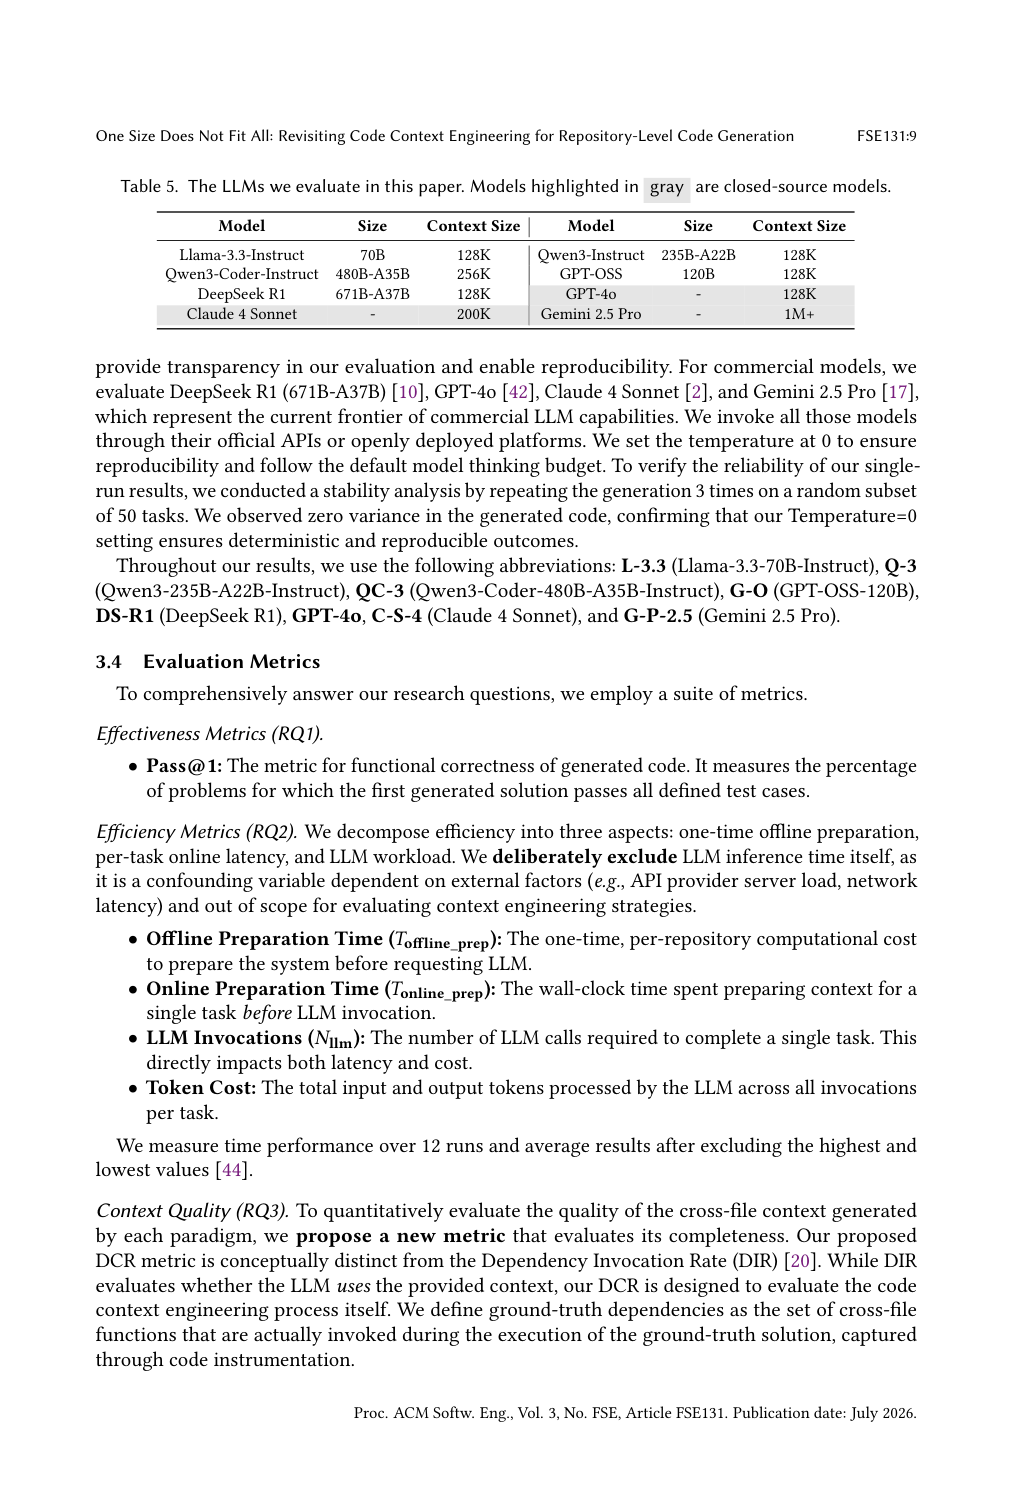 One Size Does Not Fit All: Revisiting Code Context Engineering for Repository-Level Code Generation FSE131:9
Table 5. The LLMs we evaluate in this paper. Models highlighted in gray are closed-source models.
Model Size Context Size Model Size Context Size
Llama-3.3-Instruct 70B 128K Qwen3-Instruct 235B-A22B 128K
Qwen3-Coder-Instruct 480B-A35B 256K GPT-OSS 120B 128K
DeepSeek R1 671B-A37B 128K GPT-4o - 128K
Claude 4 Sonnet - 200K Gemini 2.5 Pro - 1M+
provide transparency in our evaluation and enable reproducibility. For commercial models, we
evaluate DeepSeek R1 (671B-A37B) [10], GPT-4o [42], Claude 4 Sonnet [2], and Gemini 2.5 Pro [17],
which represent the current frontier of commercial LLM capabilities. We invoke all those models
through their official APIs or openly deployed platforms. We set the temperature at 0 to ensure
reproducibility and follow the default model thinking budget. To verify the reliability of our single-
run results, we conducted a stability analysis by repeating the generation 3 times on a random subset
of 50 tasks. We observed zero variance in the generated code, confirming that our Temperature=0
setting ensures deterministic and reproducible outcomes.
Throughout our results, we use the following abbreviations: L-3.3 (Llama-3.3-70B-Instruct), Q-3
(Qwen3-235B-A22B-Instruct), QC-3 (Qwen3-Coder-480B-A35B-Instruct), G-O (GPT-OSS-120B),
DS-R1 (DeepSeek R1), GPT-4o, C-S-4 (Claude 4 Sonnet), and G-P-2.5 (Gemini 2.5 Pro).
3.4 Evaluation Metrics
To comprehensively answer our research questions, we employ a suite of metrics.
Effectiveness Metrics (RQ1).
• Pass@1: The metric for functional correctness of generated code. It measures the percentage
of problems for which the first generated solution passes all defined test cases.
Efficiency Metrics (RQ2). We decompose efficiency into three aspects: one-time offline preparation,
per-task online latency, and LLM workload. We deliberately exclude LLM inference time itself, as
it is a confounding variable dependent on external factors (e.g., API provider server load, network
latency) and out of scope for evaluating context engineering strategies.
• Offline Preparation Time (Toffline_prep): The one-time, per-repository computational cost
to prepare the system before requesting LLM.
• Online Preparation Time (Tonline_prep): The wall-clock time spent preparing context for a
single task before LLM invocation.
• LLM Invocations (Nllm): The number of LLM calls required to complete a single task. This
directly impacts both latency and cost.
• Token Cost: The total input and output tokens processed by the LLM across all invocations
per task.
We measure time performance over 12 runs and average results after excluding the highest and
lowest values [44].
Context Quality (RQ3). To quantitatively evaluate the quality of the cross-file context generated
by each paradigm, we propose a new metric that evaluates its completeness. Our proposed
DCR metric is conceptually distinct from the Dependency Invocation Rate (DIR) [20]. While DIR
evaluates whether the LLM uses the provided context, our DCR is designed to evaluate the code
context engineering process itself. We define ground-truth dependencies as the set of cross-file
functions that are actually invoked during the execution of the ground-truth solution, captured
through code instrumentation.
Proc. ACM Softw. Eng., Vol. 3, No. FSE, Article FSE131. Publication date: July 2026.